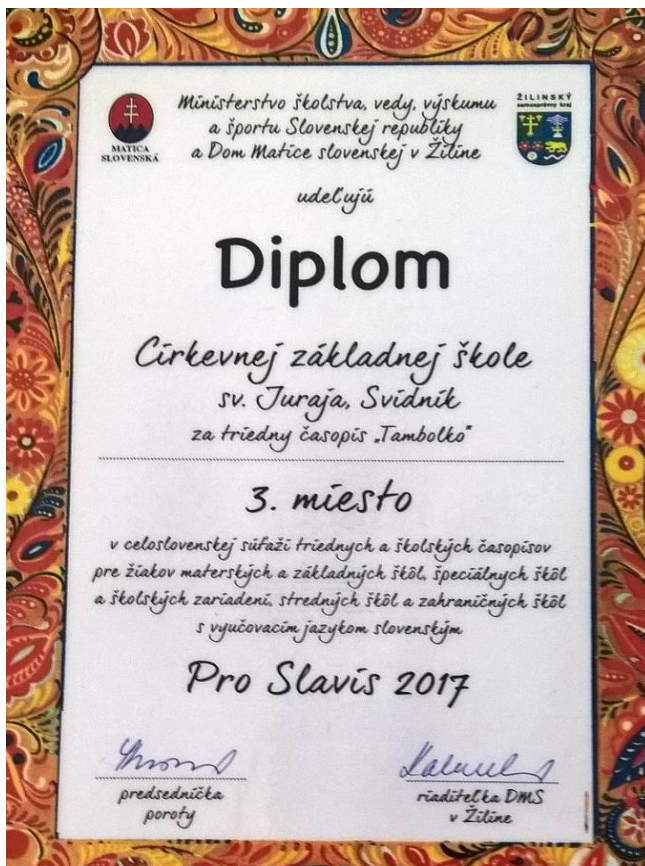 MATICA
SLOVENSKÁ
Ministerstvo školstva, vedy, výskumu
a športu Slovenskej republiky
a Dom Matice slovenskej v Žiline
ŽILINSKÝ
samosprávny kraj
udeľujú
Diplom
Cirkevnej základnej škole
sv. Juraja, Svidník
za triedny časopis „Tambolko“
3. miesto
v celoslovenskej súťaži triednych a školských časopisov
pre žiakov materských a základných škôl, špeciálnych škôl
a školských zariadení, stredných škôl a zahraničných škôl
s vyučovacím jazykom slovenským
Pro Slavis 2017
predsedníčka
poroty
riaditeľka DMS
v Žiline